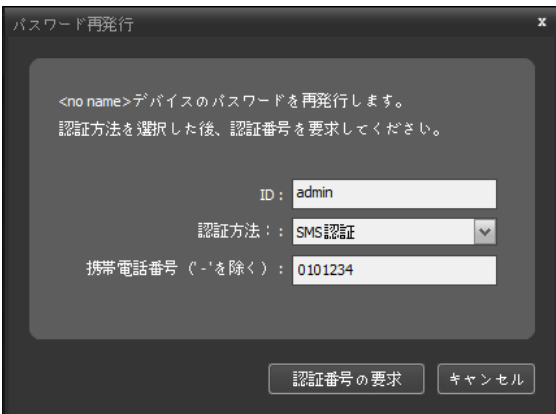 パスワード再発行 x
<no name>デバイスのパスワードを再発行します。
認証方法を選択した後、認証番号を要求してください。
ID : admin
認証方法 : : SMS認証
携帯電話番号 ('-'を除く) : 0101234
認証番号の要求 キャンセル